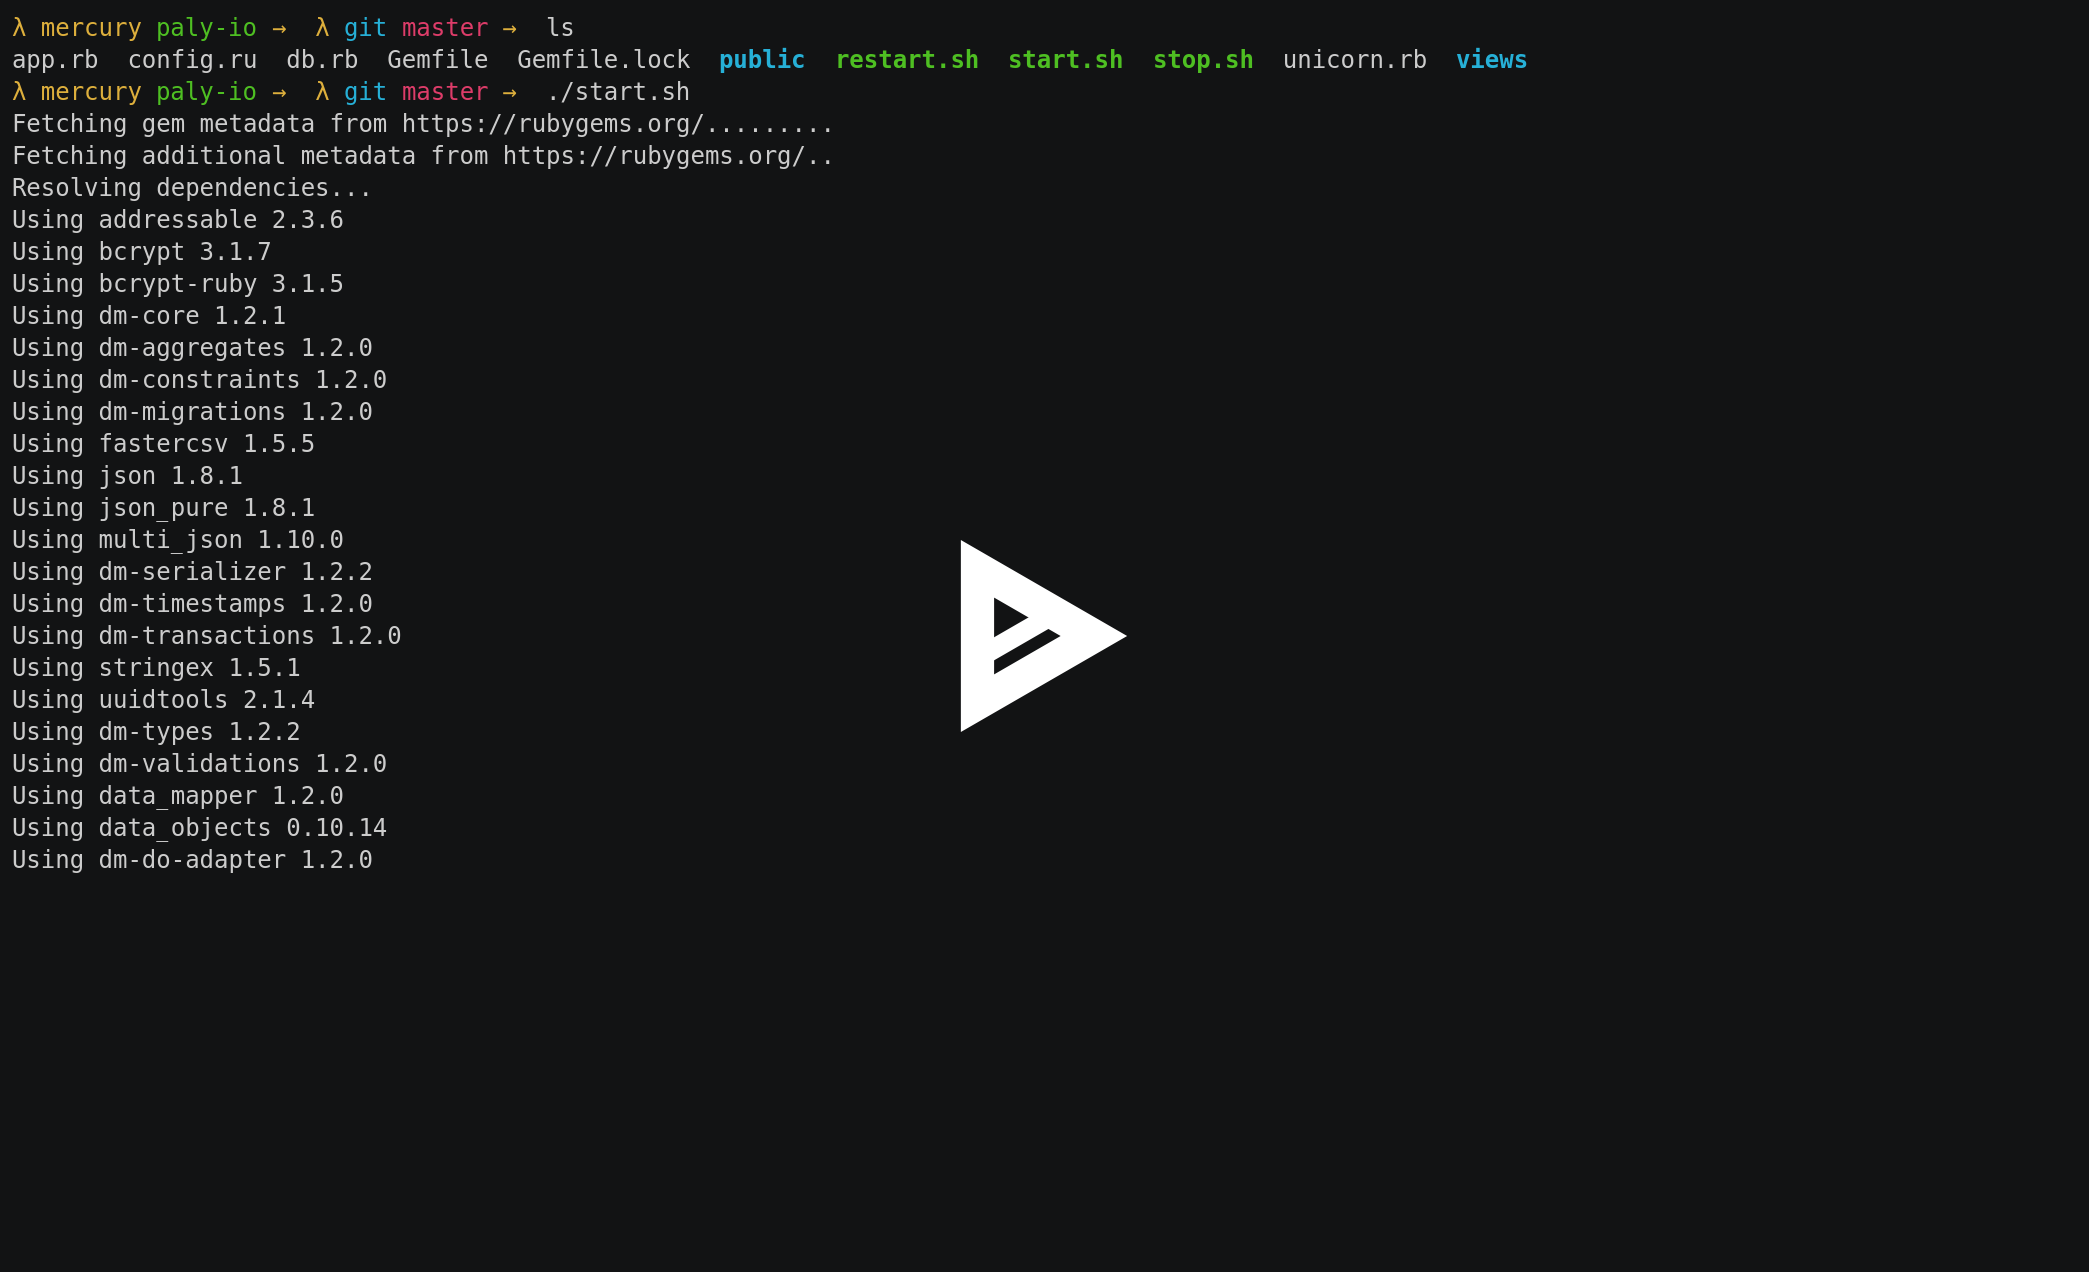 λ mercury paly-io →  λ git master →  ls
app.rb  config.ru  db.rb  Gemfile  Gemfile.lock  public  restart.sh  start.sh  stop.sh  unicorn.rb  views
λ mercury paly-io →  λ git master →  ./start.sh
Fetching gem metadata from https://rubygems.org/.........
Fetching additional metadata from https://rubygems.org/..
Resolving dependencies...
Using addressable 2.3.6
Using bcrypt 3.1.7
Using bcrypt-ruby 3.1.5
Using dm-core 1.2.1
Using dm-aggregates 1.2.0
Using dm-constraints 1.2.0
Using dm-migrations 1.2.0
Using fastercsv 1.5.5
Using json 1.8.1
Using json_pure 1.8.1
Using multi_json 1.10.0
Using dm-serializer 1.2.2
Using dm-timestamps 1.2.0
Using dm-transactions 1.2.0
Using stringex 1.5.1
Using uuidtools 2.1.4
Using dm-types 1.2.2
Using dm-validations 1.2.0
Using data_mapper 1.2.0
Using data_objects 0.10.14
Using dm-do-adapter 1.2.0